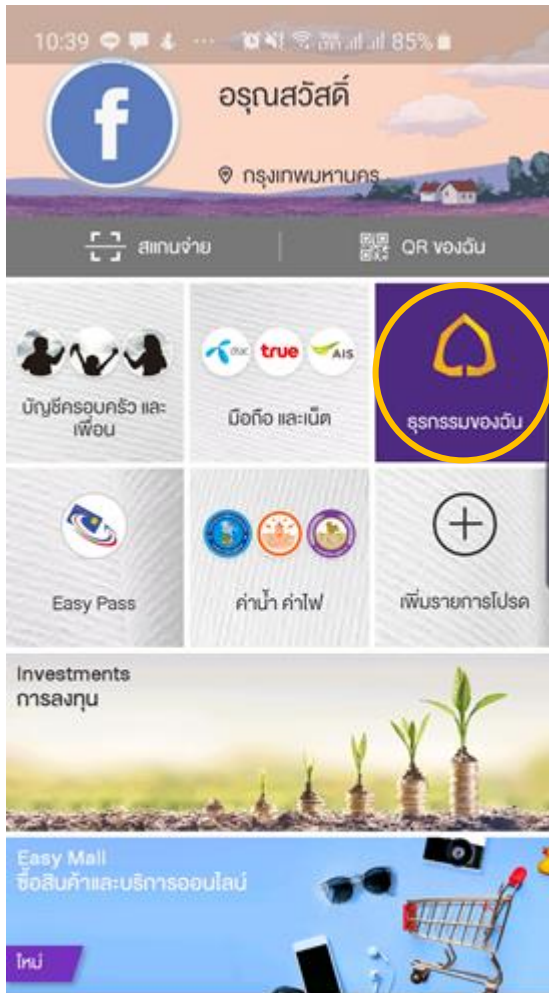 10:39 ... 85%
อรุณสวัสดิ์
กรุงเทพมหานคร
สแกนจ่าย
QR ของฉัน
dtac true AIS
บัญชีครอบครัว และ
เพื่อน
มือถือ และเน็ต
ธุรกรรมของฉัน
Easy Pass
ค่าน้ำ ค่าไฟ
เพิ่มรายการโปรด
Investments
การลงทุน
Easy Mall
ซื้อสินค้าและบริการออนไลน์
ใหม่